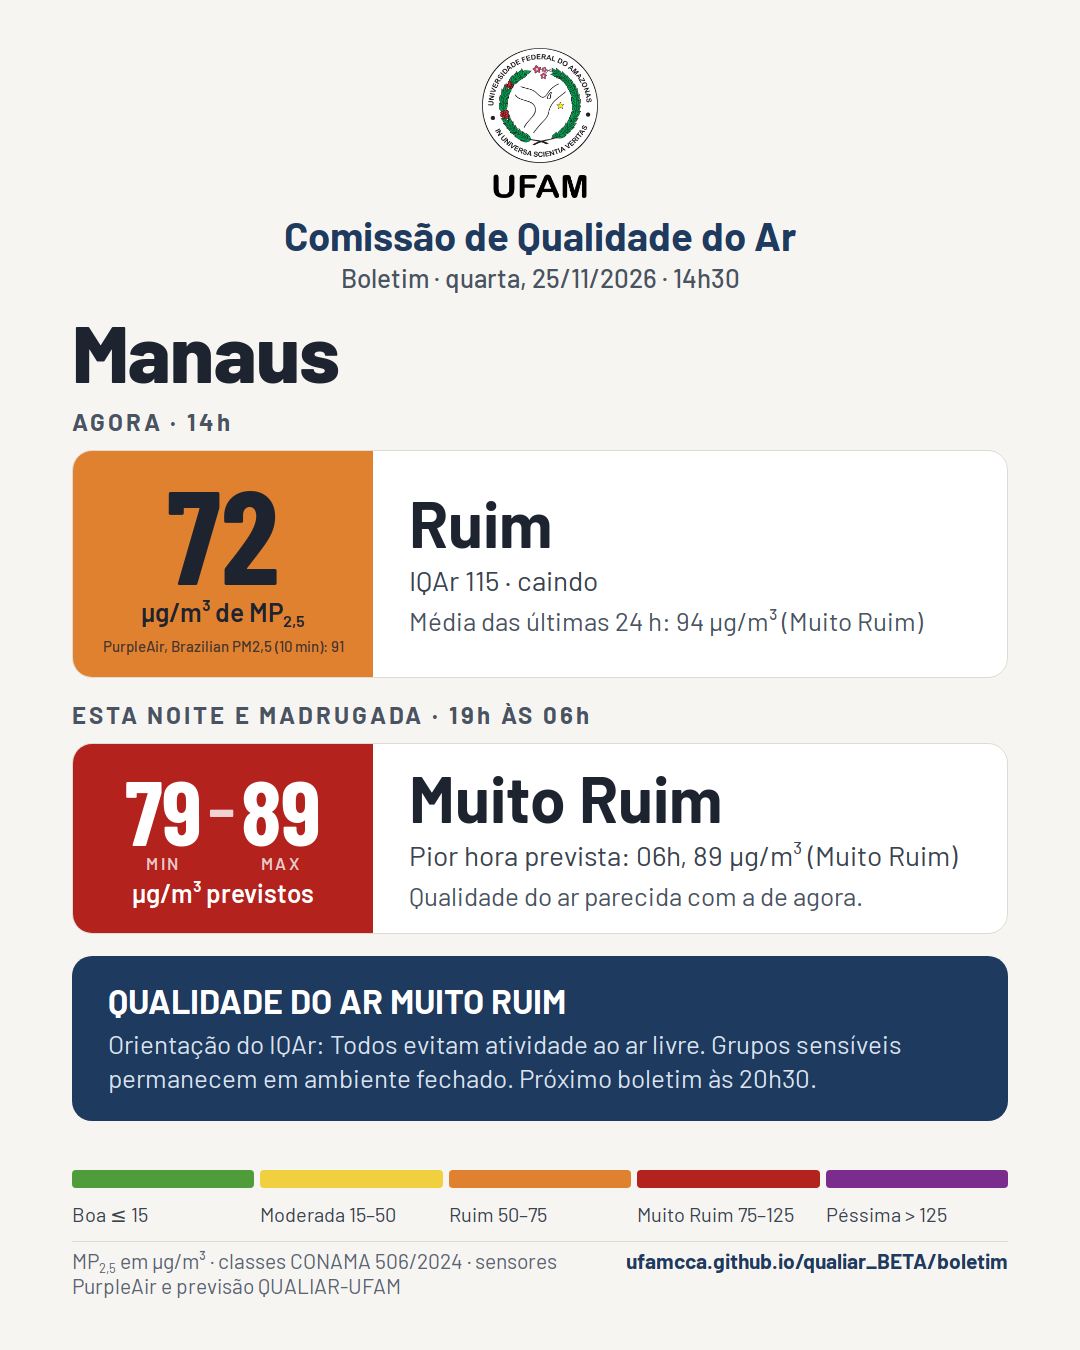 UNIVERSIDADE FEDERAL DO AMAZONAS
IN UNIVERSA SCIENTIA VERITAS
UFAM
Comissão de Qualidade do Ar
Boletim · quarta, 25/11/2026 · 14h30
Manaus
AGORA · 14h
72
µg/m³ de MP2,5
PurpleAir, Brazilian PM2,5 (10 min): 91
Ruim
IQAr 115 · caindo
Média das últimas 24 h: 94 µg/m³ (Muito Ruim)
ESTA NOITE E MADRUGADA · 19h ÀS 06h
79–89
MIN MAX
µg/m³ previstos
Muito Ruim
Pior hora prevista: 06h, 89 µg/m³ (Muito Ruim)
Qualidade do ar parecida com a de agora.
QUALIDADE DO AR MUITO RUIM
Orientação do IQAr: Todos evitam atividade ao ar livre. Grupos sensíveis
permanecem em ambiente fechado. Próximo boletim às 20h30.
Boa ≤ 15 Moderada 15–50 Ruim 50–75 Muito Ruim 75–125 Péssima > 125
MP2,5 em µg/m³ · classes CONAMA 506/2024 · sensores
PurpleAir e previsão QUALIAR-UFAM
ufamcca.github.io/qualiar_BETA/boletim